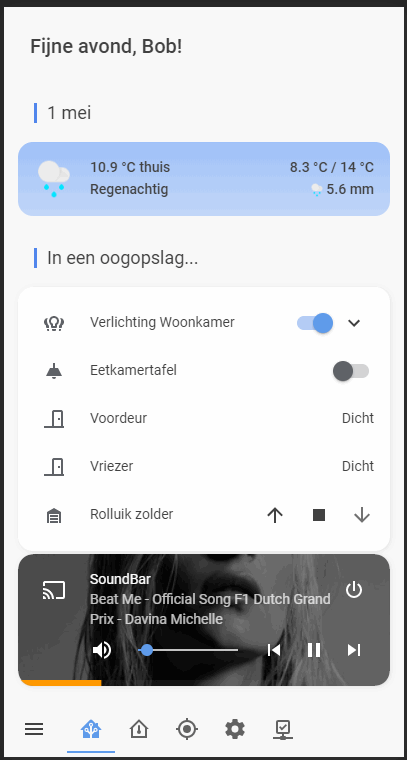 Fijne avond, Bob!
1 mei
10.9 °C thuis
8.3 °C / 14 °C
Regenachtig
5.6 mm
In een oogopslag...
Verlichting Woonkamer
Eetkamertafel
Voordeur
Dicht
Vriezer
Dicht
Rolluik zolder
SoundBar
Beat Me - Official Song F1 Dutch Grand
Prix - Davina Michelle